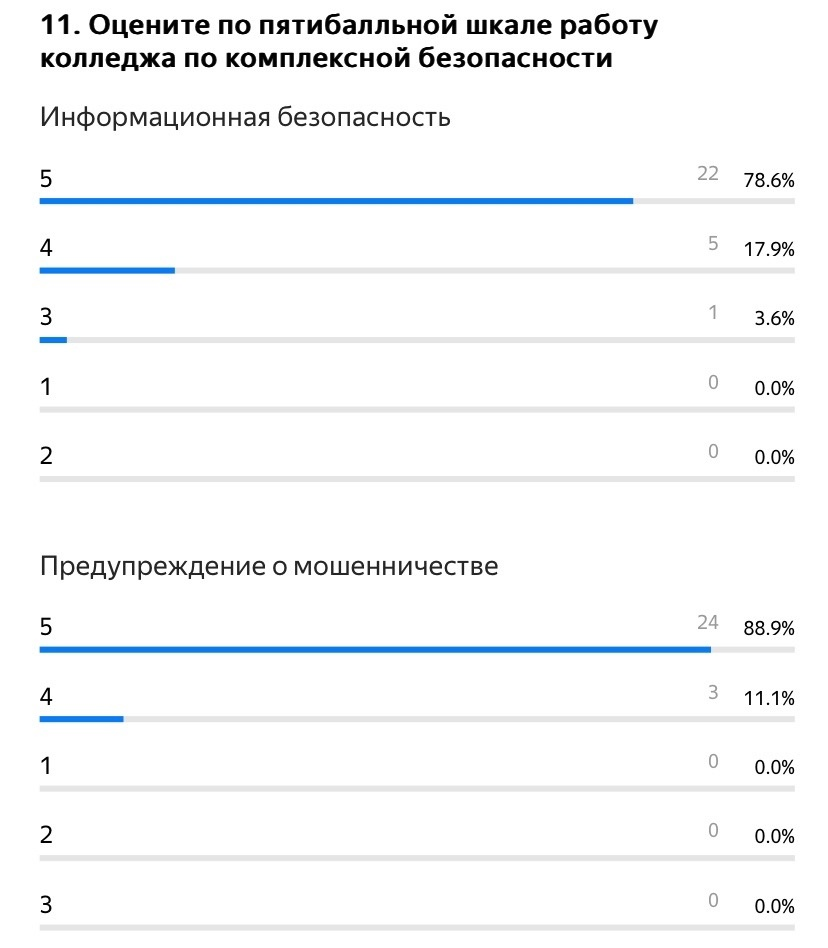 11. Оцените по пятибалльной шкале работу
колледжа по комплексной безопасности
Информационная безопасность
5 22 78.6%
4 5 17.9%
3 1 3.6%
1 0 0.0%
2 0 0.0%
Предупреждение о мошенничестве
5 24 88.9%
4 3 11.1%
1 0 0.0%
2 0 0.0%
3 0 0.0%